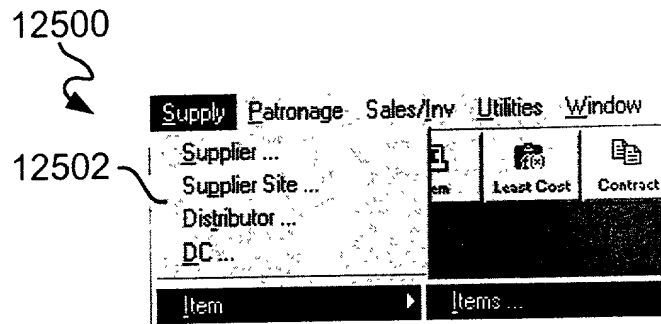 12500
Supply Patronage Sales/Inv Utilities Window
12502
Supplier ...
Supplier Site ...
Distributor ...
DC ...
Least Cost Contract
Item Items ...